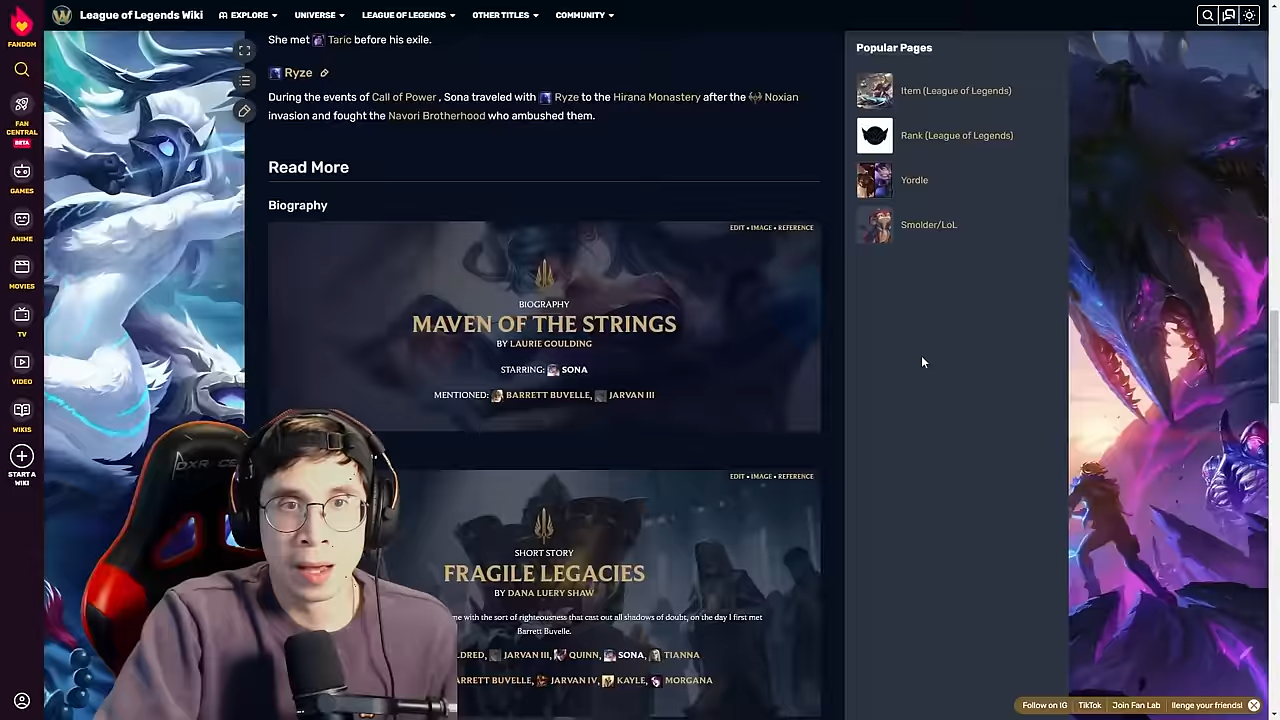 FANDOM
FAN CENTRAL
BETA
GAMES
ANIME
MOVIES
TV
VIDEO
WIKIS
START A WIKI
League of Legends Wiki
EXPLORE
UNIVERSE
LEAGUE OF LEGENDS
OTHER TITLES
COMMUNITY
She met Taric before his exile.
Ryze
During the events of Call of Power , Sona traveled with Ryze to the Hirana Monastery after the Noxian
invasion and fought the Navori Brotherhood who ambushed them.
Read More
Biography
EDIT • IMAGE • REFERENCE
BIOGRAPHY
MAVEN OF THE STRINGS
BY LAURIE GOULDING
STARRING: SONA
MENTIONED: BARRETT BUVELLE, JARVAN III
EDIT • IMAGE • REFERENCE
SHORT STORY
FRAGILE LEGACIES
BY DANA LUERY SHAW
me with the sort of righteousness that cast out all shadows of doubt, on the day I first met
Barrett Buvelle.
LDRED, JARVAN III, QUINN, SONA, TIANNA
ARRETT BUVELLE, JARVAN IV, KAYLE, MORGANA
Popular Pages
Item (League of Legends)
Rank (League of Legends)
Yordle
Smolder/LoL
Follow on IG
TikTok
Join Fan Lab
llenge your friends!